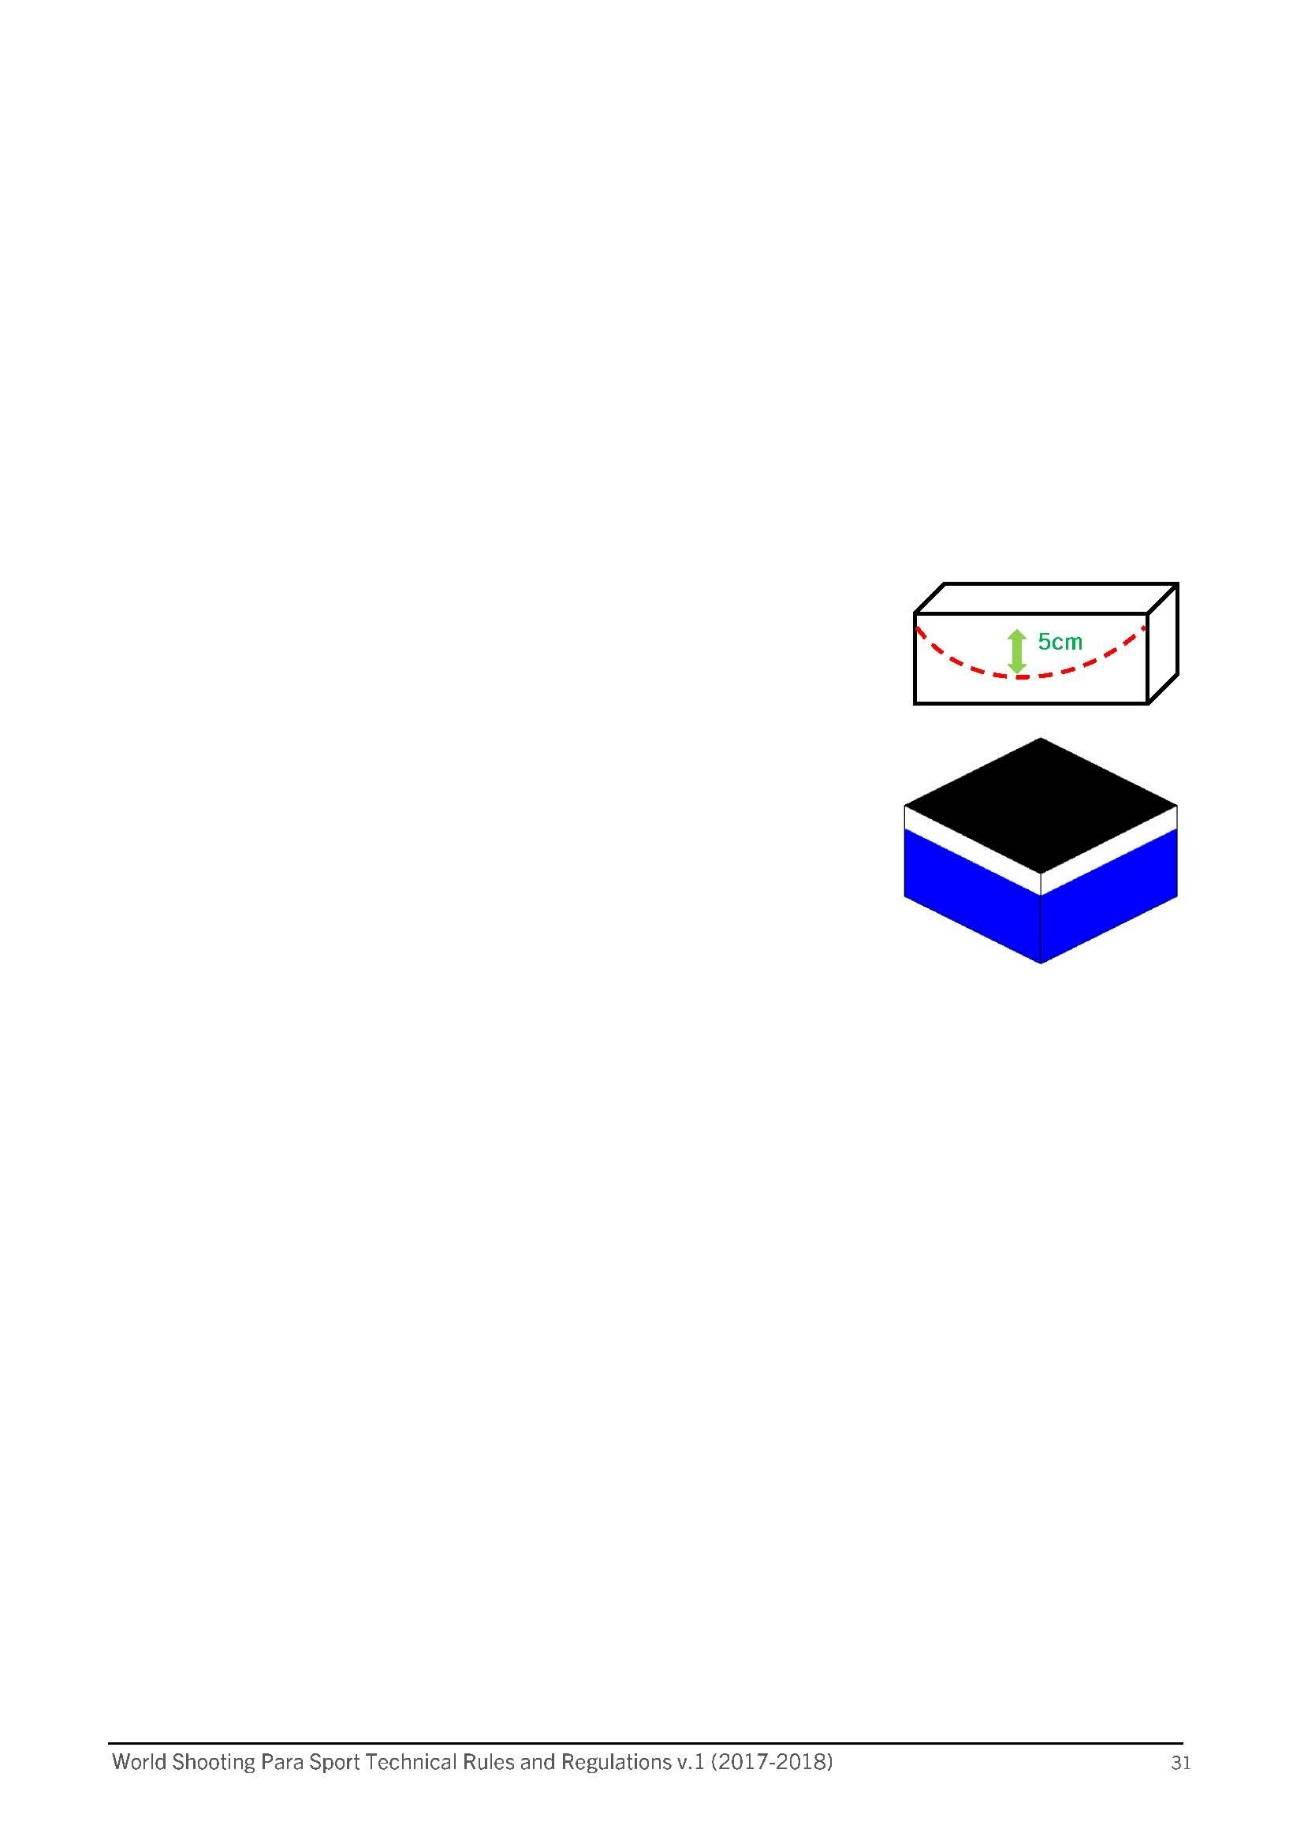 5cm
World Shooting Para Sport Technical Rules and Regulations v.1 (2017-2018) 31